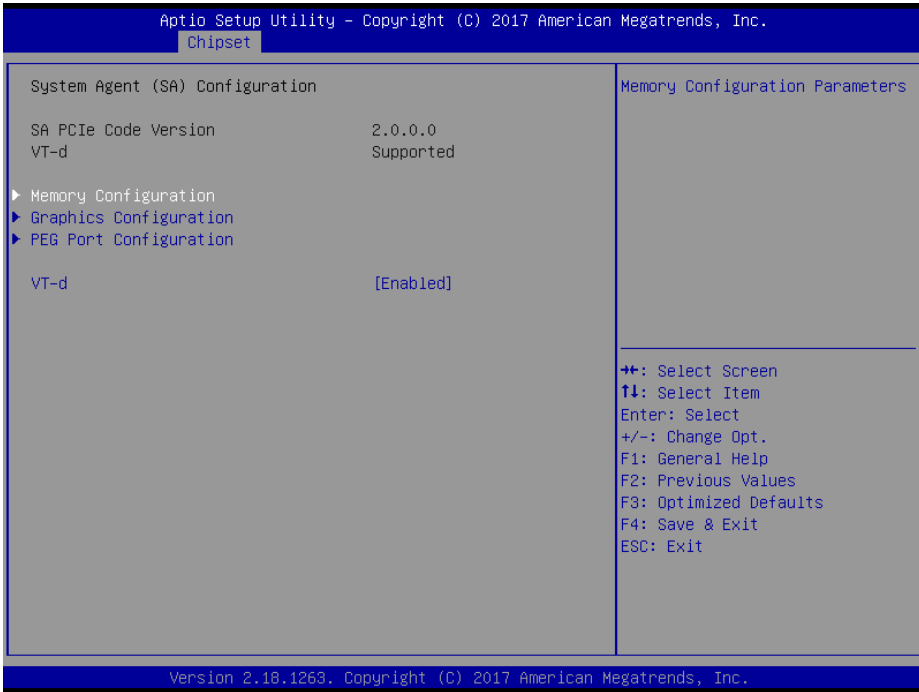 Aptio Setup Utility – Copyright (C) 2017 American Megatrends, Inc.
Chipset
System Agent (SA) Configuration
SA PCIe Code Version 2.0.0.0
VT-d Supported
Memory Configuration
Graphics Configuration
PEG Port Configuration
VT-d [Enabled]
Memory Configuration Parameters
→←: Select Screen
↑↓: Select Item
Enter: Select
+/-: Change Opt.
F1: General Help
F2: Previous Values
F3: Optimized Defaults
F4: Save & Exit
ESC: Exit
Version 2.18.1263. Copyright (C) 2017 American Megatrends, Inc.